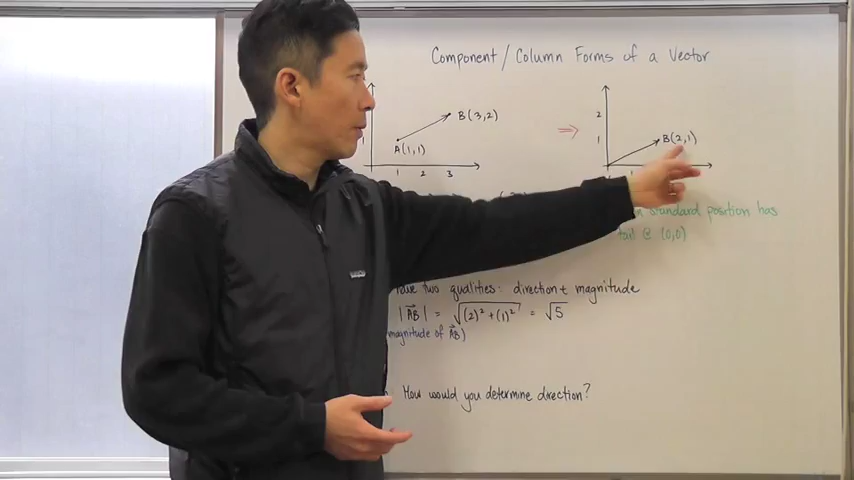 Component / Column Forms of a Vector
B(3,2)
A(1,1)
1
1 2 3
⇒
2
1
B(2,1)
1
standard position has
tail @ (0,0)
two qualities: direction + magnitude
|AB| = √(2)² + (1)² = √5
magnitude of AB)
How would you determine direction?